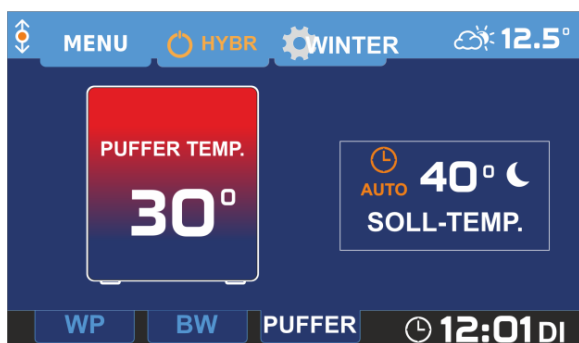 MENU HYBR WINTER 12.5°
PUFFER TEMP.
30°
AUTO 40°
SOLL-TEMP.
WP BW PUFFER 12:01 DI